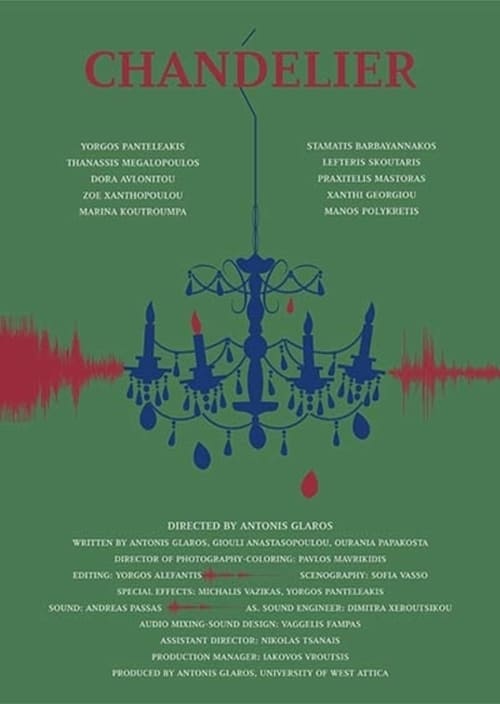 CHANDELIER
YORGOS PANTELEAKIS
THANASSIS MEGALOPOULOS
DORA AVLONITOU
ZOE XANTHOPOULOU
MARINA KOUTROUMPA
STAMATIS BARBAYANNAKOS
LEFTERIS SKOUTARIS
PRAXITELIS MASTORAS
XANTHI GEORGIOU
MANOS POLYKRETIS
DIRECTED BY ANTONIS GLAROS
WRITTEN BY ANTONIS GLAROS, GIOULI ANASTASOPOULOU, OURANIA PAPAKOSTA
DIRECTOR OF PHOTOGRAPHY-COLORING: PAVLOS MAVRIKIDIS
EDITING: YORGOS ALEFANTIS SCENOGRAPHY: SOFIA VASSO
SPECIAL EFFECTS: MICHALIS VAZIKAS, YORGOS PANTELEAKIS
SOUND: ANDREAS PASSAS AS. SOUND ENGINEER: DIMITRA XEROUTSIKOU
AUDIO MIXING-SOUND DESIGN: VAGGELIS FAMPAS
ASSISTANT DIRECTOR: NIKOLAS TSANAIS
PRODUCTION MANAGER: IAKOVOS VROUTSIS
PRODUCED BY ANTONIS GLAROS, UNIVERSITY OF WEST ATTICA